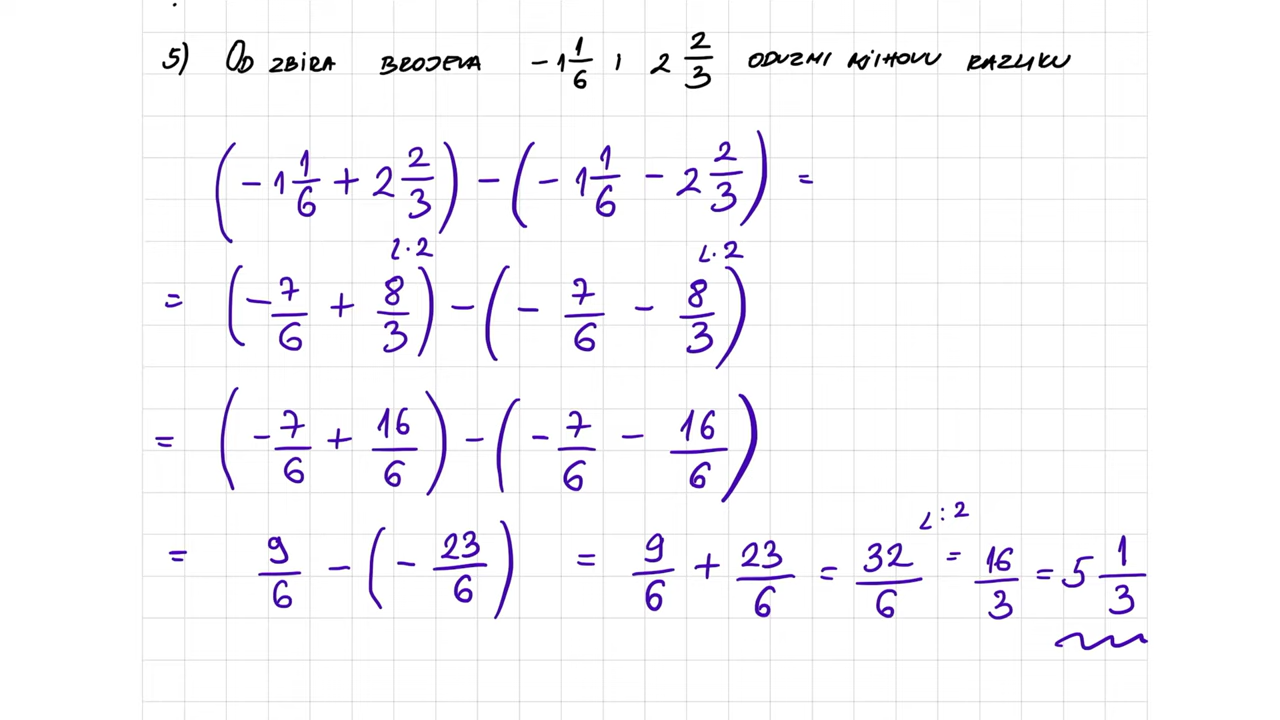 5) OD ZBIRA BROJEVA -1 1/6 I 2 2/3 ODUZMI NJIHOVU RAZLIKU
(-1 1/6 + 2 2/3) - (-1 1/6 - 2 2/3) =
= (-7/6 + 8/3) - (-7/6 - 8/3)
= (-7/6 + 16/6) - (-7/6 - 16/6)
= 9/6 - (-23/6) = 9/6 + 23/6 = 32/6 = 16/3 = 5 1/3